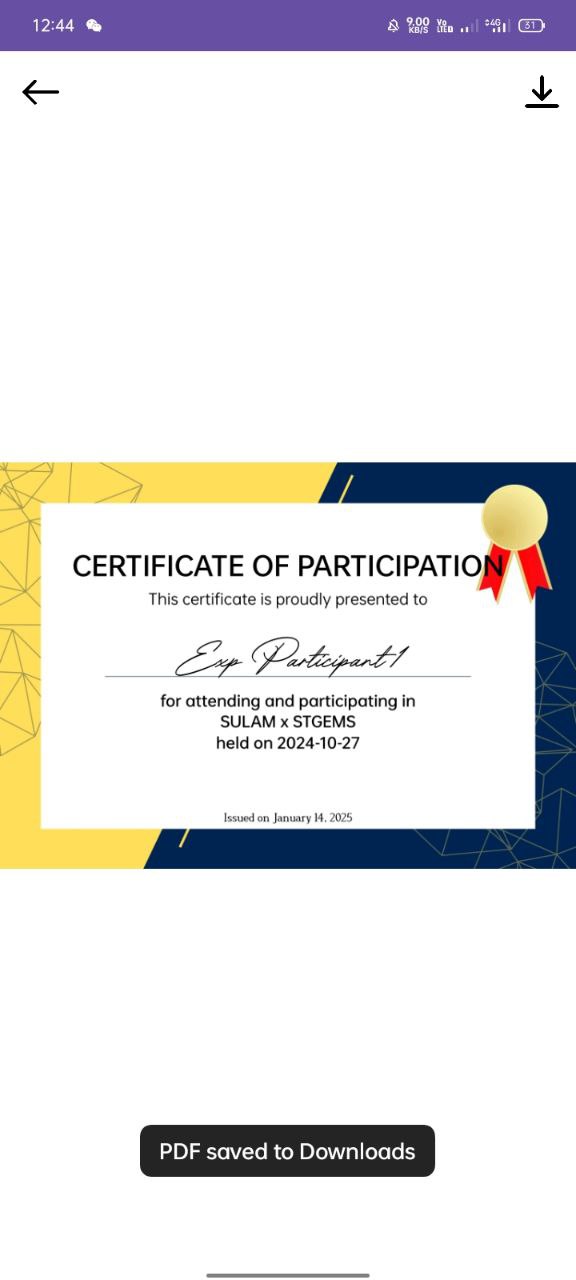 12:44
9.00
KB/S
Vo
LTE
4G
31
CERTIFICATE OF PARTICIPATION
This certificate is proudly presented to
Exp Participant 1
for attending and participating in
SULAM x STGEMS
held on 2024-10-27
Issued on January 14, 2025
PDF saved to Downloads